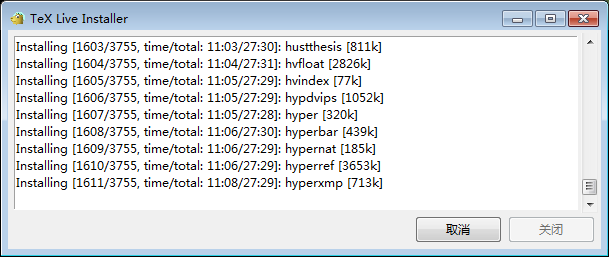 TeX Live Installer
Installing [1603/3755, time/total: 11:03/27:30]: hustthesis [811k]
Installing [1604/3755, time/total: 11:04/27:31]: hvfloat [2826k]
Installing [1605/3755, time/total: 11:05/27:29]: hvindex [77k]
Installing [1606/3755, time/total: 11:05/27:29]: hypdvips [1052k]
Installing [1607/3755, time/total: 11:05/27:28]: hyper [320k]
Installing [1608/3755, time/total: 11:06/27:30]: hyperbar [439k]
Installing [1609/3755, time/total: 11:06/27:29]: hypernat [185k]
Installing [1610/3755, time/total: 11:06/27:29]: hyperref [3653k]
Installing [1611/3755, time/total: 11:08/27:29]: hyperxmp [713k]
取消 关闭